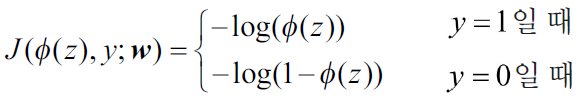 J(ϕ(z), y; w) = { −log(ϕ(z)) y = 1일 때
−log(1−ϕ(z)) y = 0일 때